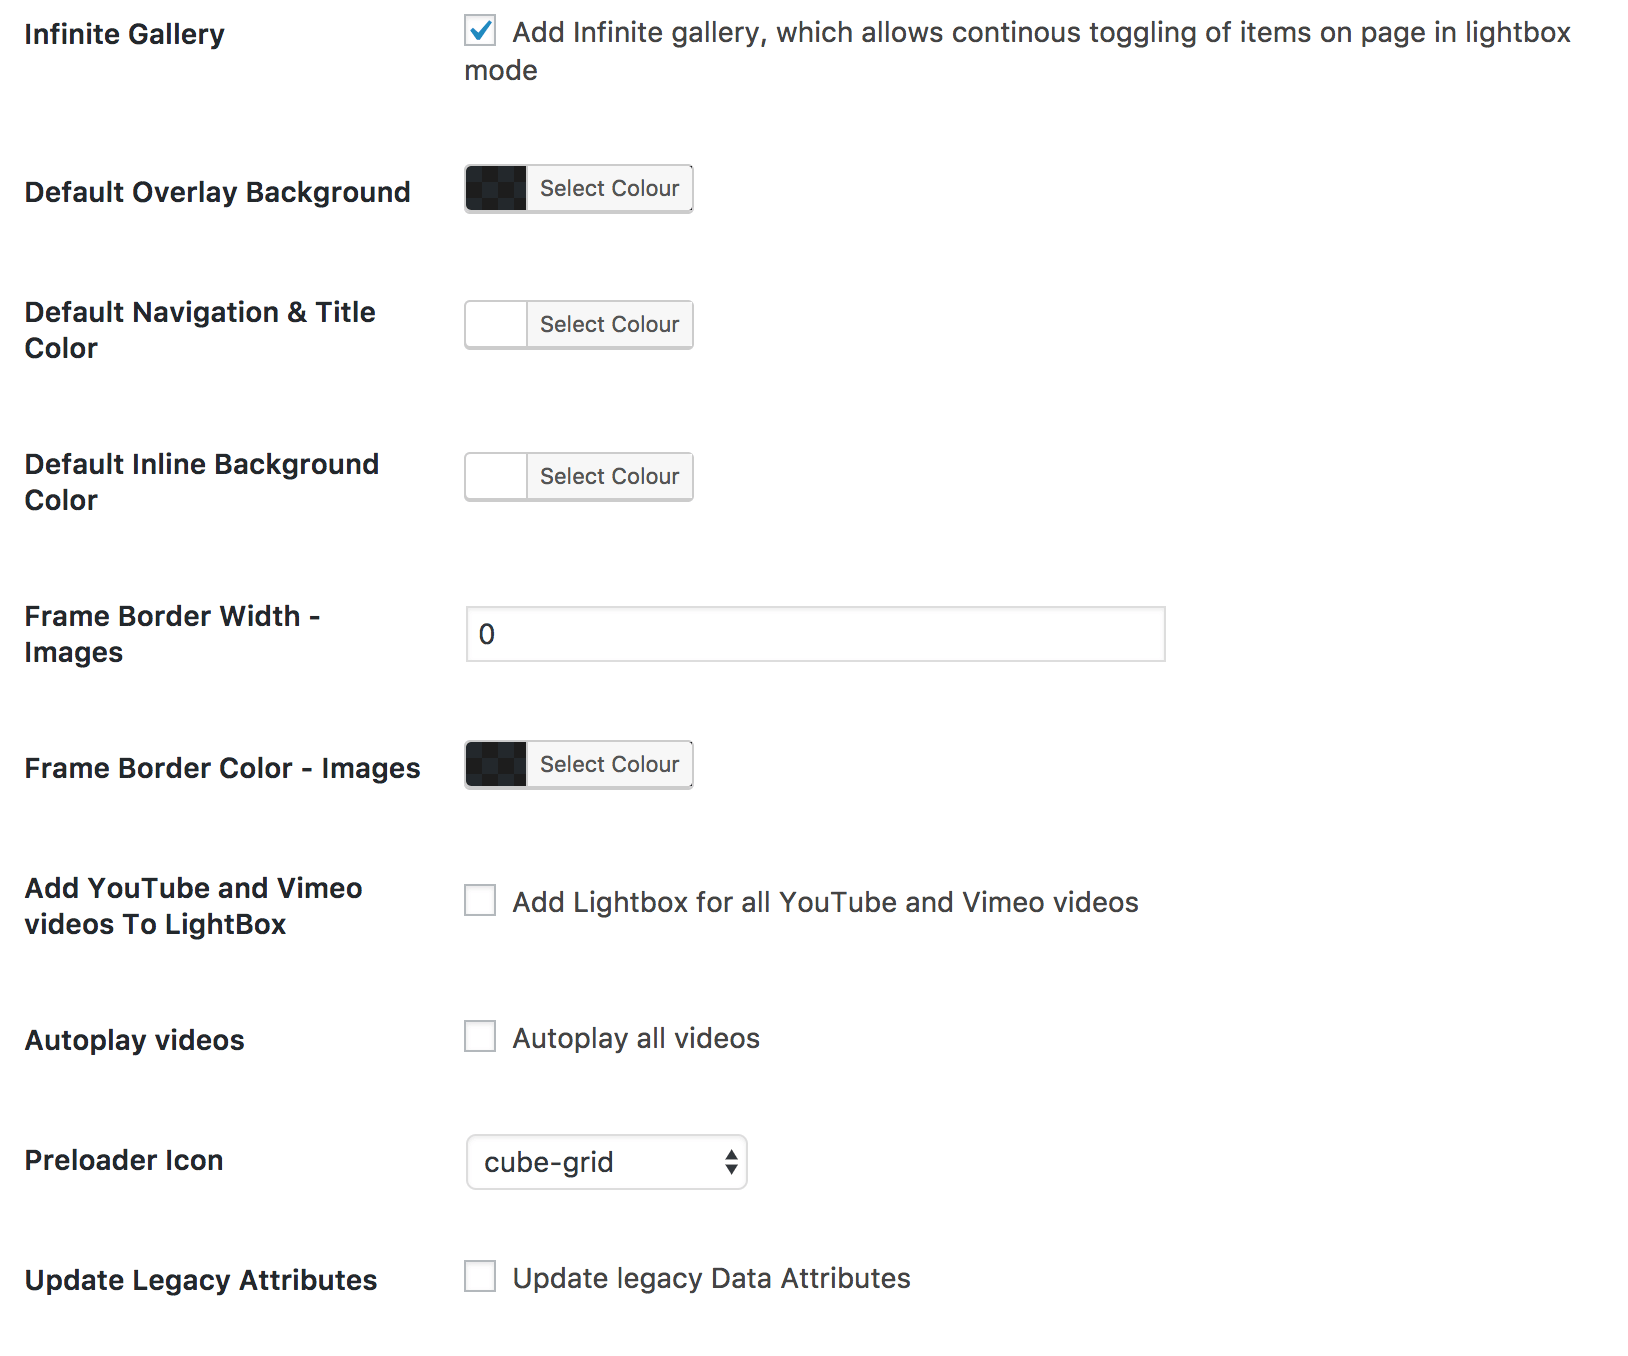 Infinite Gallery
Add Infinite gallery, which allows continous toggling of items on page in lightbox
mode
Default Overlay Background
Select Colour
Default Navigation & Title
Color
Select Colour
Default Inline Background
Color
Select Colour
Frame Border Width -
Images
0
Frame Border Color - Images
Select Colour
Add YouTube and Vimeo
videos To LightBox
Add Lightbox for all YouTube and Vimeo videos
Autoplay videos
Autoplay all videos
Preloader Icon
cube-grid
Update Legacy Attributes
Update legacy Data Attributes